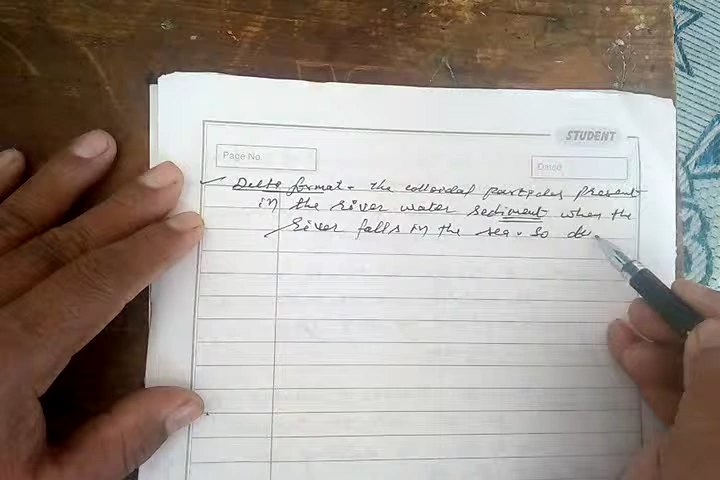 STUDENT
Page No.
Dated
Delta format. the colloidal particles present
in the river water sediment when the
River falls in the sea. So de